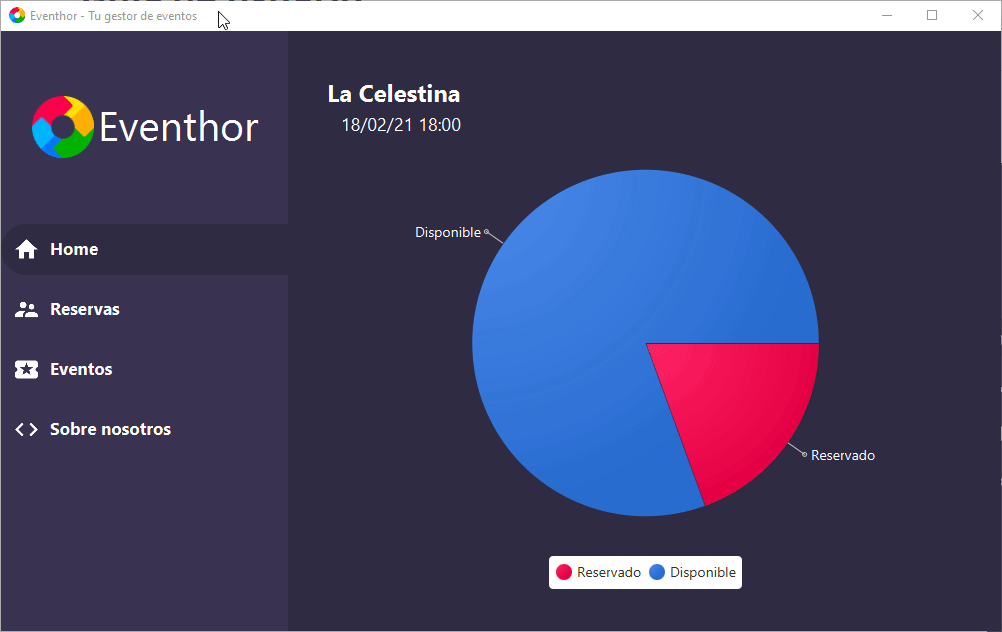 Eventhor - Tu gestor de eventos
Eventhor
Home
Reservas
Eventos
Sobre nosotros
La Celestina
18/02/21 18:00
Disponible
Reservado
Reservado Disponible